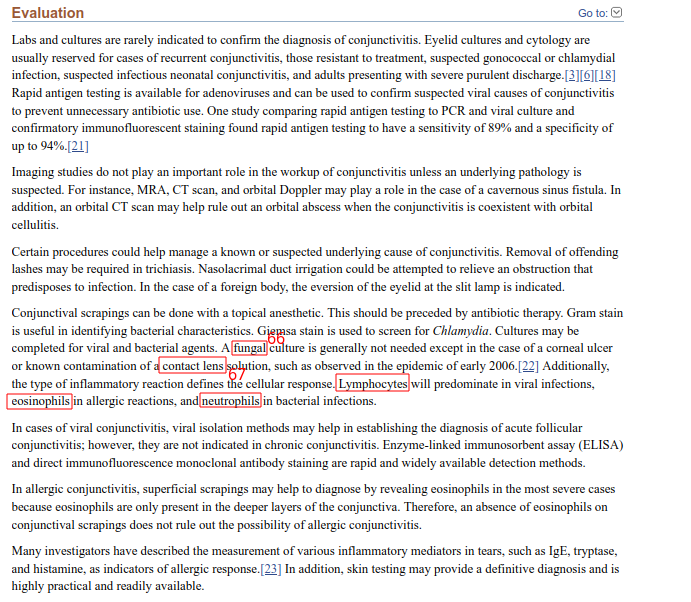 Evaluation
Go to:
Labs and cultures are rarely indicated to confirm the diagnosis of conjunctivitis. Eyelid cultures and cytology are
usually reserved for cases of recurrent conjunctivitis, those resistant to treatment, suspected gonococcal or chlamydial
infection, suspected infectious neonatal conjunctivitis, and adults presenting with severe purulent discharge.[3][6][18]
Rapid antigen testing is available for adenoviruses and can be used to confirm suspected viral causes of conjunctivitis
to prevent unnecessary antibiotic use. One study comparing rapid antigen testing to PCR and viral culture and
confirmatory immunofluorescent staining found rapid antigen testing to have a sensitivity of 89% and a specificity of
up to 94%.[21]
Imaging studies do not play an important role in the workup of conjunctivitis unless an underlying pathology is
suspected. For instance, MRA, CT scan, and orbital Doppler may play a role in the case of a cavernous sinus fistula. In
addition, an orbital CT scan may help rule out an orbital abscess when the conjunctivitis is coexistent with orbital
cellulitis.
Certain procedures could help manage a known or suspected underlying cause of conjunctivitis. Removal of offending
lashes may be required in trichiasis. Nasolacrimal duct irrigation could be attempted to relieve an obstruction that
predisposes to infection. In the case of a foreign body, the eversion of the eyelid at the slit lamp is indicated.
Conjunctival scrapings can be done with a topical anesthetic. This should be preceded by antibiotic therapy. Gram stain
is useful in identifying bacterial characteristics. Giemsa stain is used to screen for Chlamydia. Cultures may be
66
completed for viral and bacterial agents. A fungal culture is generally not needed except in the case of a corneal ulcer
or known contamination of a contact lens solution, such as observed in the epidemic of early 2006.[22] Additionally,
67
the type of inflammatory reaction defines the cellular response. Lymphocytes will predominate in viral infections,
eosinophils in allergic reactions, and neutrophils in bacterial infections.
In cases of viral conjunctivitis, viral isolation methods may help in establishing the diagnosis of acute follicular
conjunctivitis; however, they are not indicated in chronic conjunctivitis. Enzyme-linked immunosorbent assay (ELISA)
and direct immunofluorescence monoclonal antibody staining are rapid and widely available detection methods.
In allergic conjunctivitis, superficial scrapings may help to diagnose by revealing eosinophils in the most severe cases
because eosinophils are only present in the deeper layers of the conjunctiva. Therefore, an absence of eosinophils on
conjunctival scrapings does not rule out the possibility of allergic conjunctivitis.
Many investigators have described the measurement of various inflammatory mediators in tears, such as IgE, tryptase,
and histamine, as indicators of allergic response.[23] In addition, skin testing may provide a definitive diagnosis and is
highly practical and readily available.